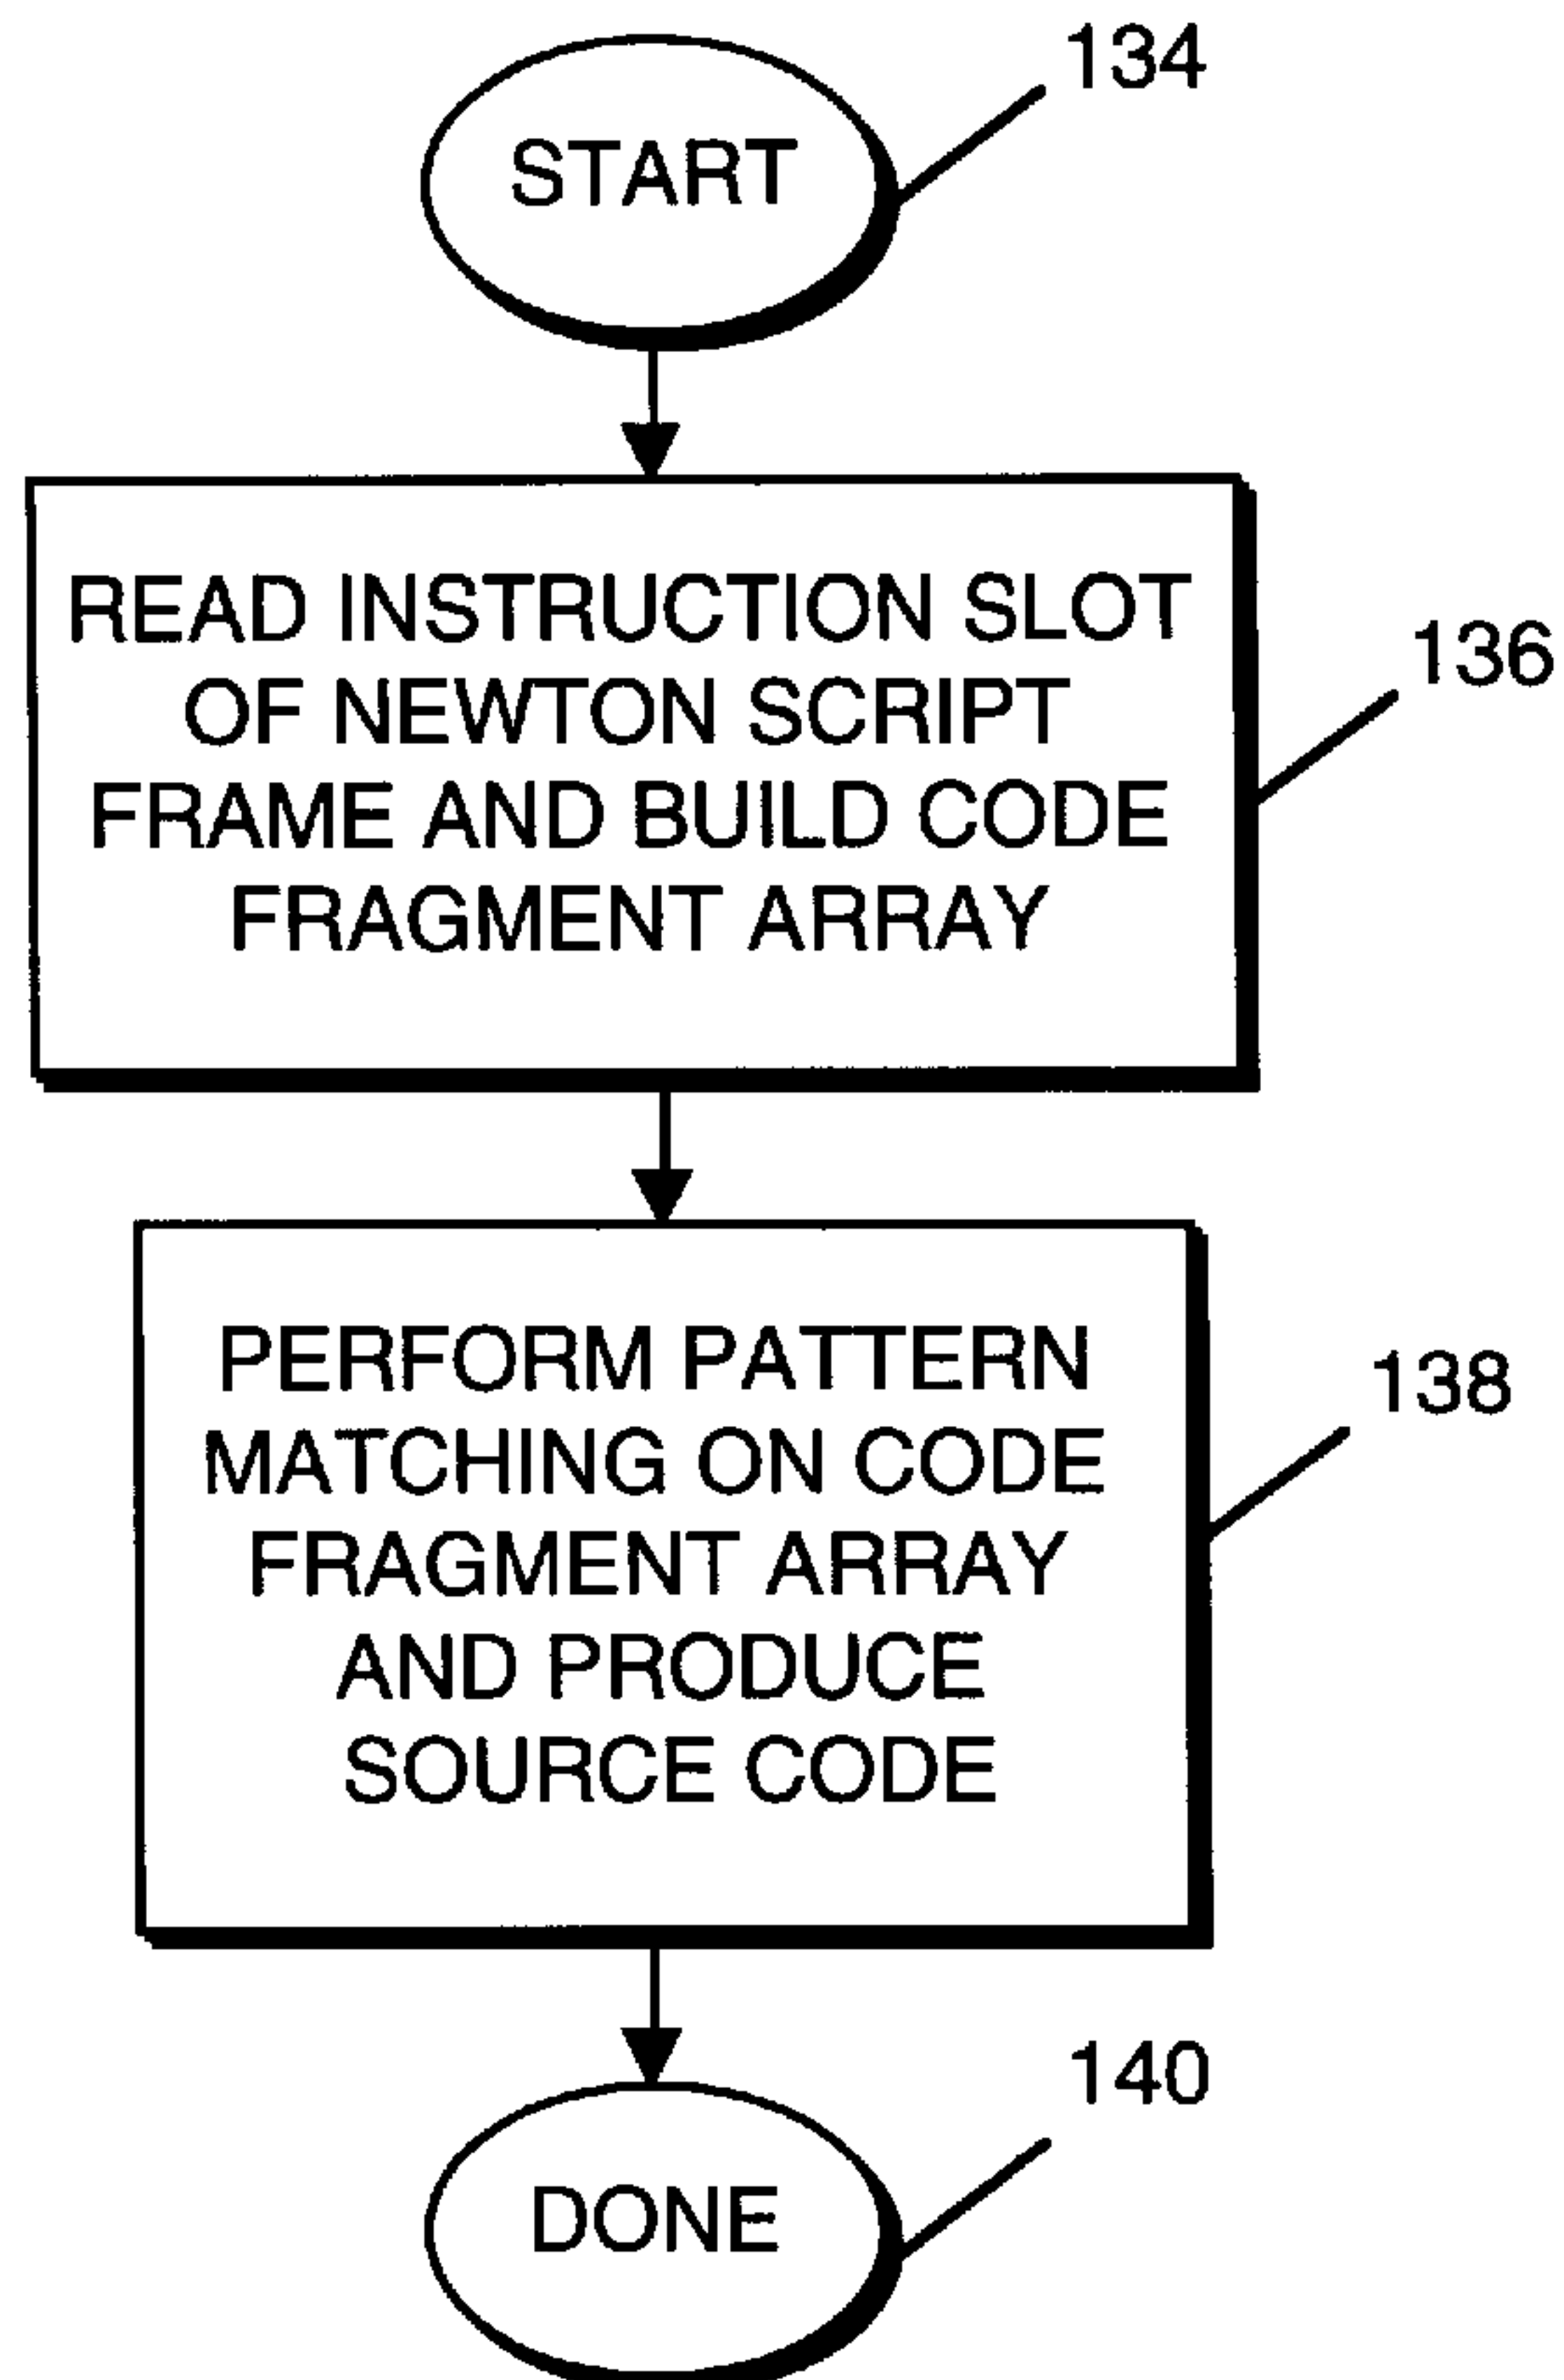 134
START
READ INSTRUCTION SLOT
OF NEWTON SCRIPT
FRAME AND BUILD CODE
FRAGMENT ARRAY
136
PERFORM PATTERN
MATCHING ON CODE
FRAGMENT ARRAY
AND PRODUCE
SOURCE CODE
138
140
DONE